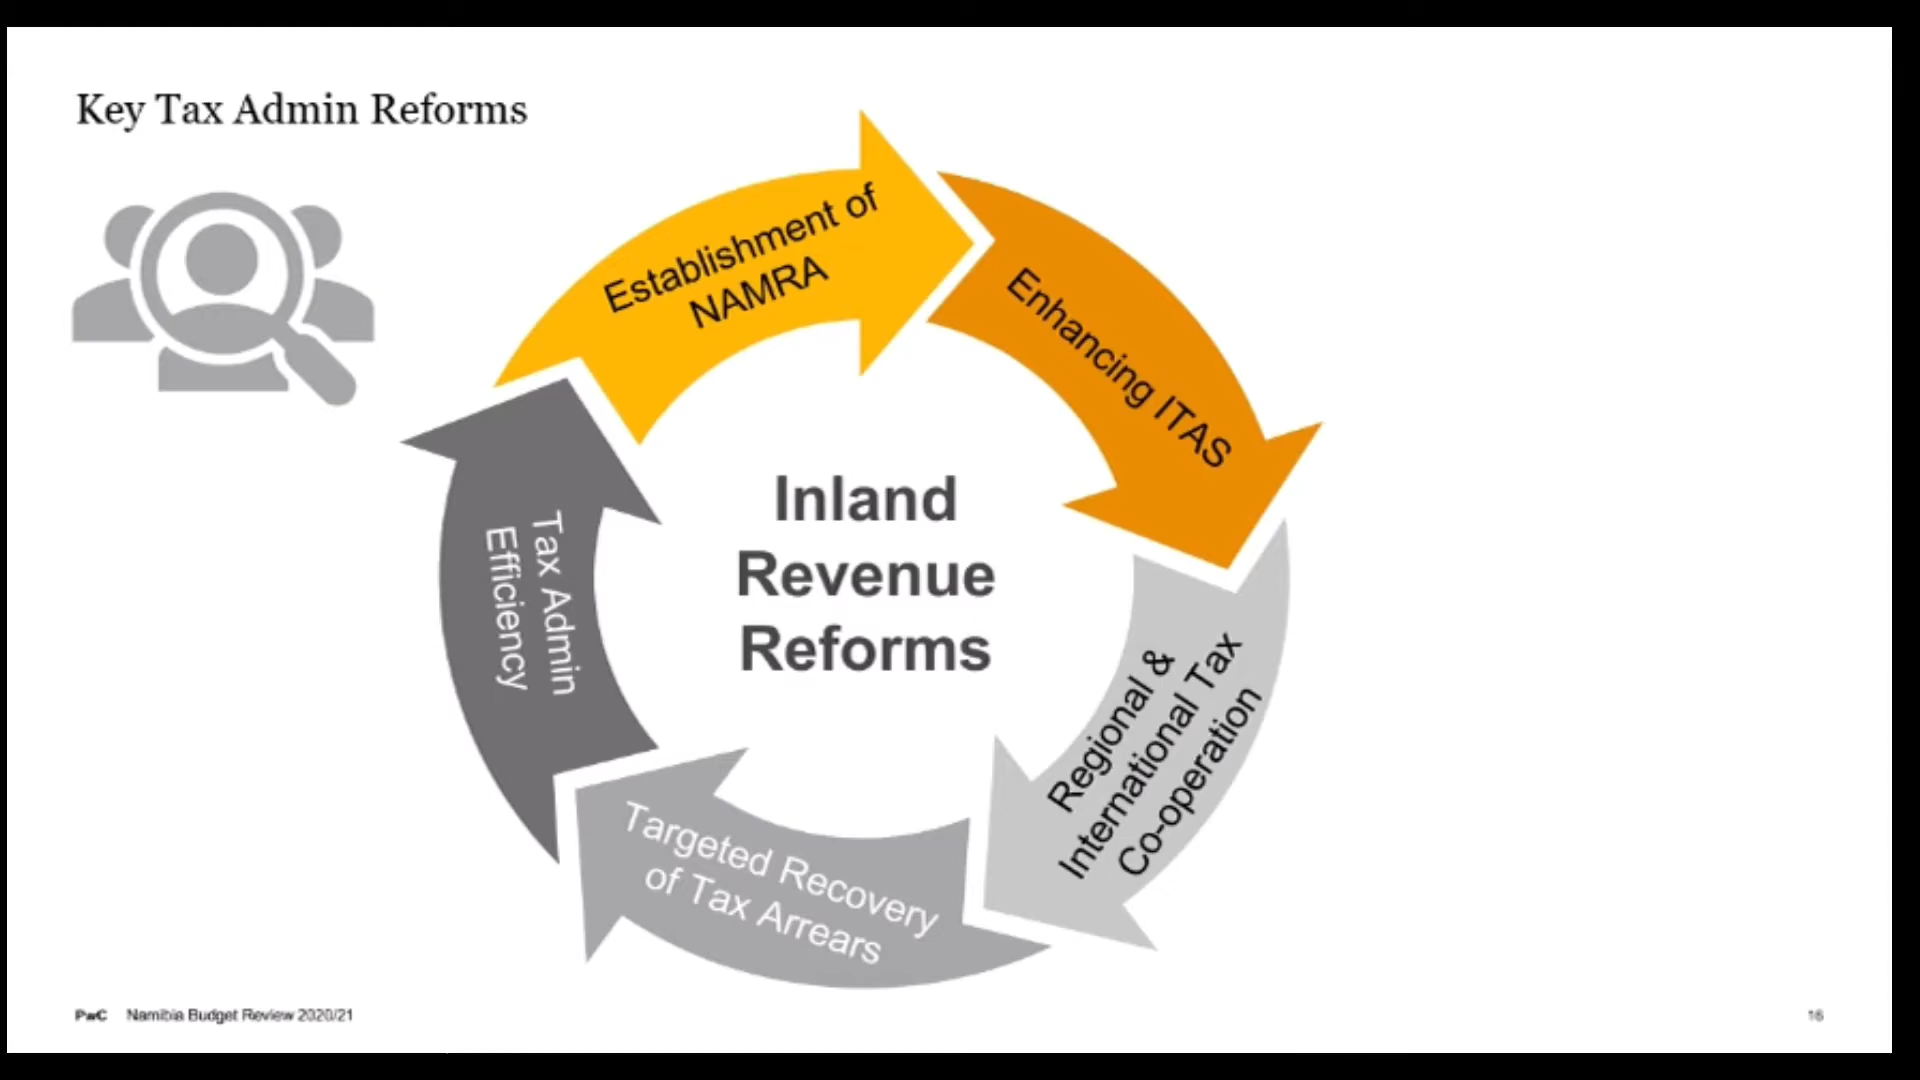 Key Tax Admin Reforms
Establishment of
NAMRA
Enhancing ITAS
Regional &
International Tax
Co-operation
Targeted Recovery
of Tax Arrears
Tax Admin
Efficiency
Inland
Revenue
Reforms
PwC Namibia Budget Review 2020/21
16